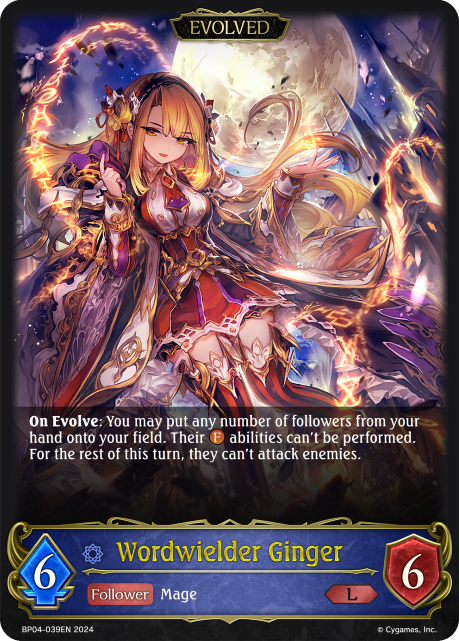 EVOLVED
On Evolve: You may put any number of followers from your
hand onto your field. Their F abilities can't be performed.
For the rest of this turn, they can't attack enemies.
Wordwielder Ginger
6
Follower Mage
L
6
BP04-039EN 2024
© Cygames, Inc.